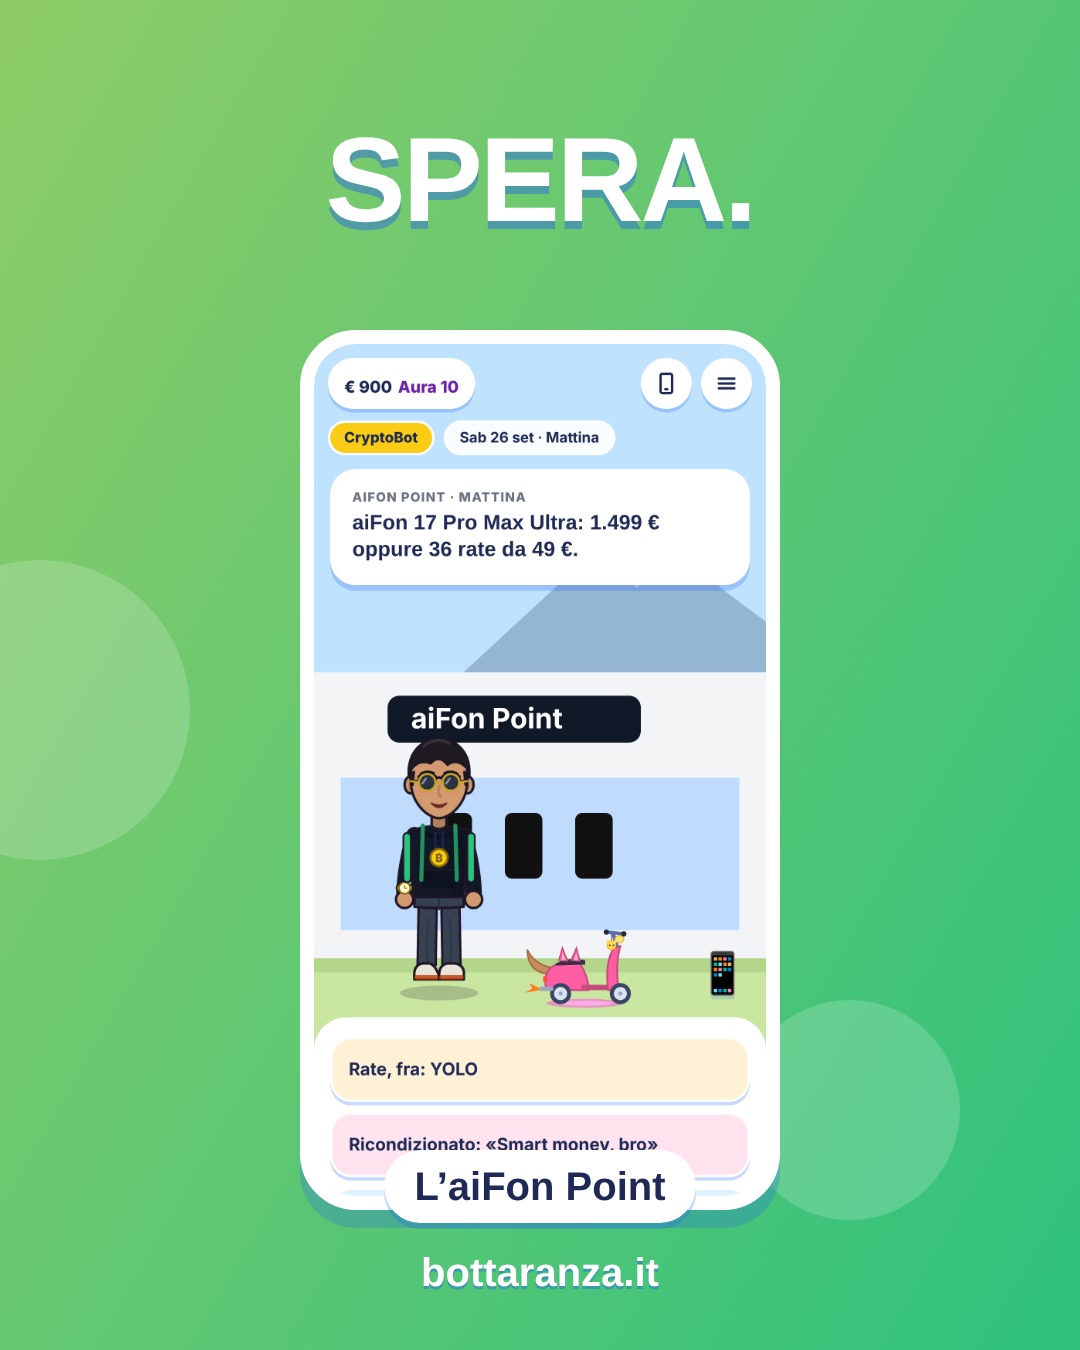 SPERA.
€ 900 Aura 10
CryptoBot
Sab 26 set · Mattina
AIFON POINT · MATTINA
aiFon 17 Pro Max Ultra: 1.499 €
oppure 36 rate da 49 €.
aiFon Point
Rate, fra: YOLO
Ricondizionato: «Smart money, bro»
L’aiFon Point
bottaranza.it